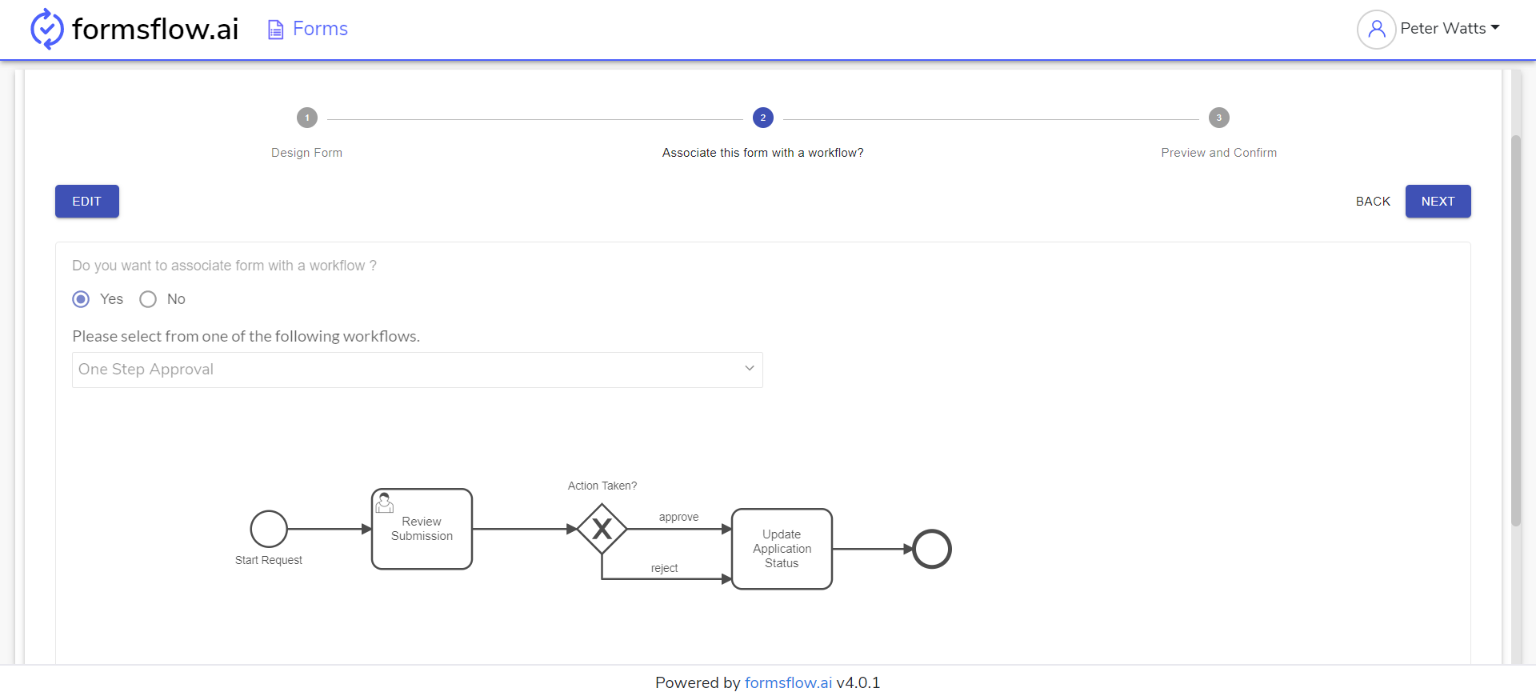 formsflow.ai
Forms
Peter Watts
1
2
3
Design Form
Associate this form with a workflow?
Preview and Confirm
EDIT
BACK
NEXT
Do you want to associate form with a workflow ?
Yes
No
Please select from one of the following workflows.
One Step Approval
Action Taken?
Start Request
Review
Submission
X
approve
reject
Update
Application
Status
Powered by formsflow.ai v4.0.1